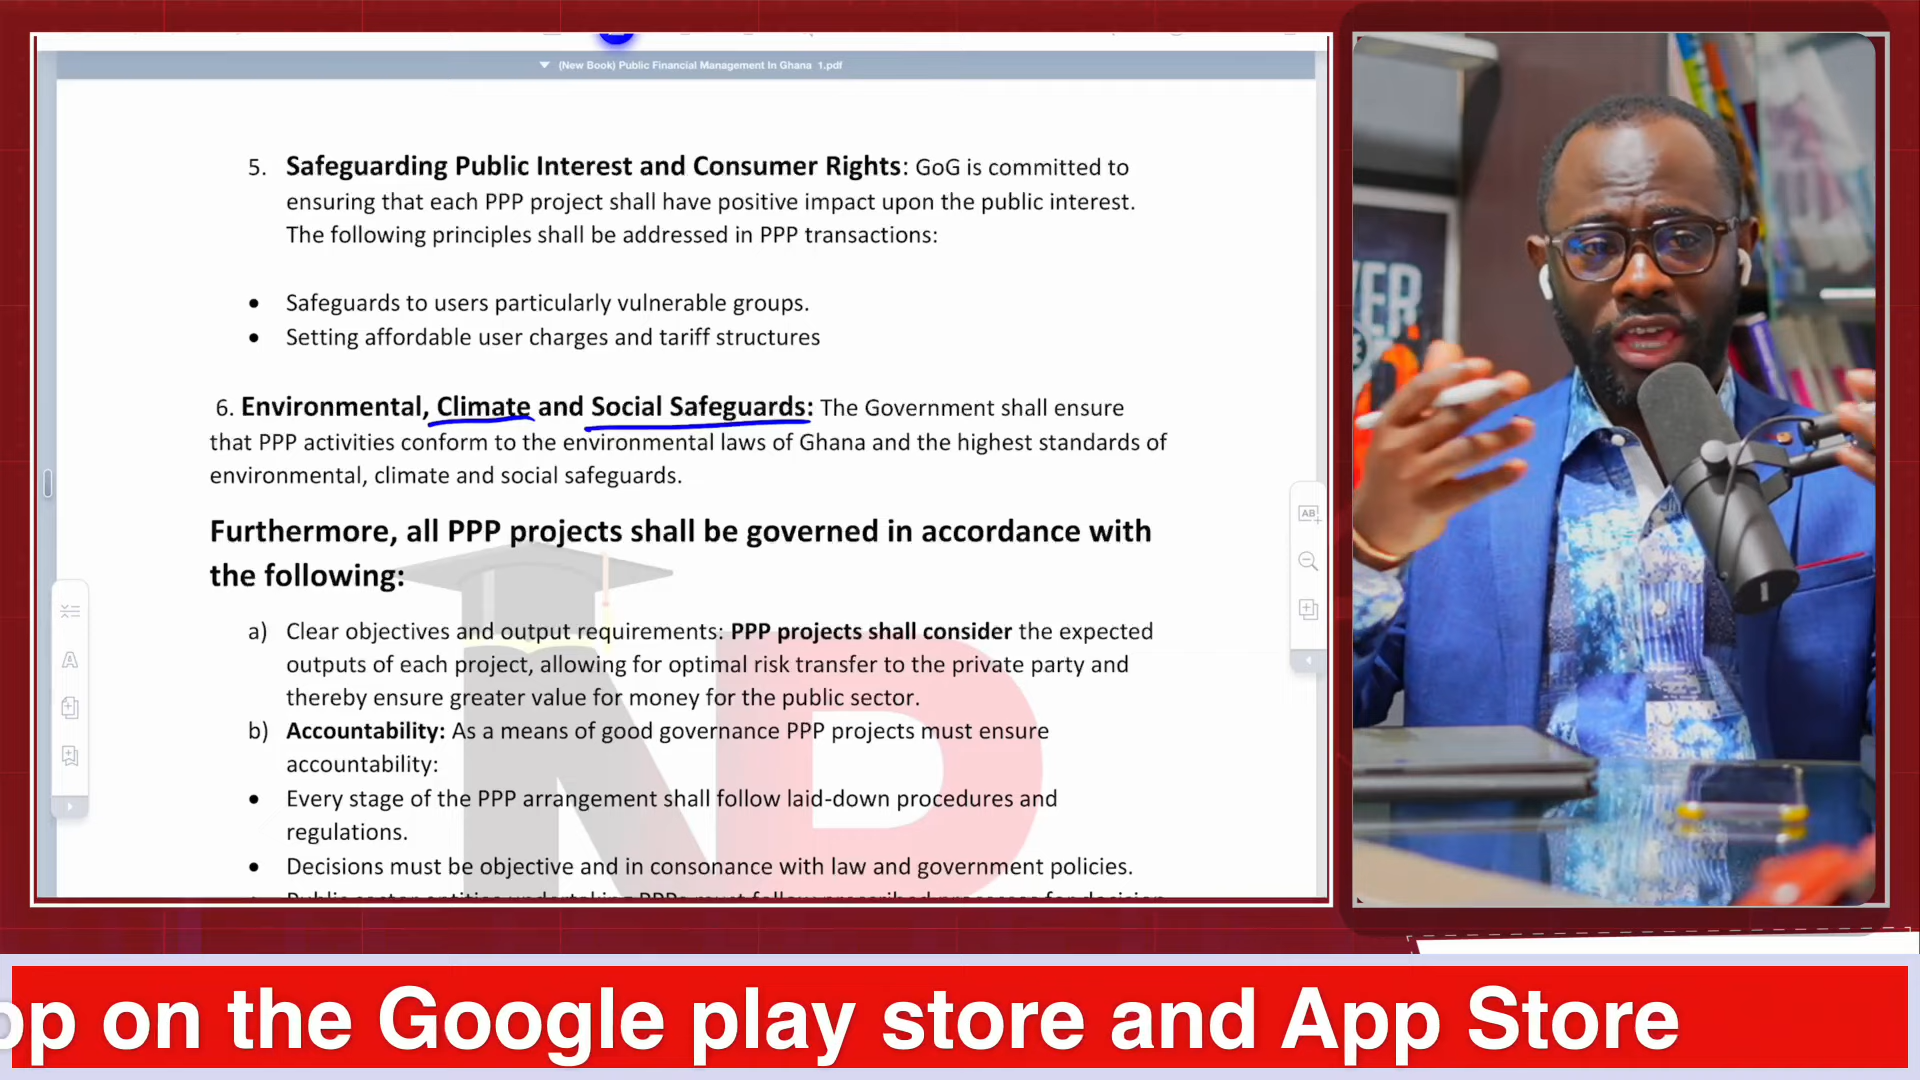 (New Book) Public Financial Management In Ghana 1.pdf
5. Safeguarding Public Interest and Consumer Rights: GoG is committed to
ensuring that each PPP project shall have positive impact upon the public interest.
The following principles shall be addressed in PPP transactions:
• Safeguards to users particularly vulnerable groups.
• Setting affordable user charges and tariff structures
6. Environmental, Climate and Social Safeguards: The Government shall ensure
that PPP activities conform to the environmental laws of Ghana and the highest standards of
environmental, climate and social safeguards.
Furthermore, all PPP projects shall be governed in accordance with
the following:
a) Clear objectives and output requirements: PPP projects shall consider the expected
outputs of each project, allowing for optimal risk transfer to the private party and
thereby ensure greater value for money for the public sector.
b) Accountability: As a means of good governance PPP projects must ensure
accountability:
• Every stage of the PPP arrangement shall follow laid-down procedures and
regulations.
• Decisions must be objective and in consonance with law and government policies.
on the Google play store and App Store